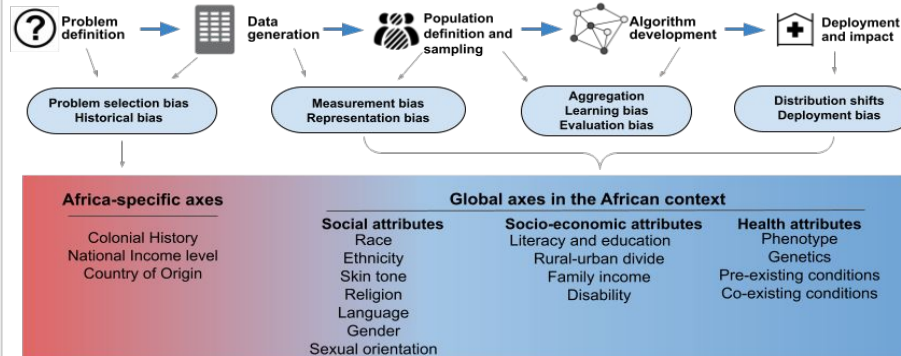 Problem
definition
Data
generation
Population
definition and
sampling
Algorithm
development
Deployment
and impact
Problem selection bias
Historical bias
Measurement bias
Representation bias
Aggregation
Learning bias
Evaluation bias
Distribution shifts
Deployment bias
Africa-specific axes
Colonial History
National Income level
Country of Origin
Global axes in the African context
Social attributes
Race
Ethnicity
Skin tone
Religion
Language
Gender
Sexual orientation
Socio-economic attributes
Literacy and education
Rural-urban divide
Family income
Disability
Health attributes
Phenotype
Genetics
Pre-existing conditions
Co-existing conditions